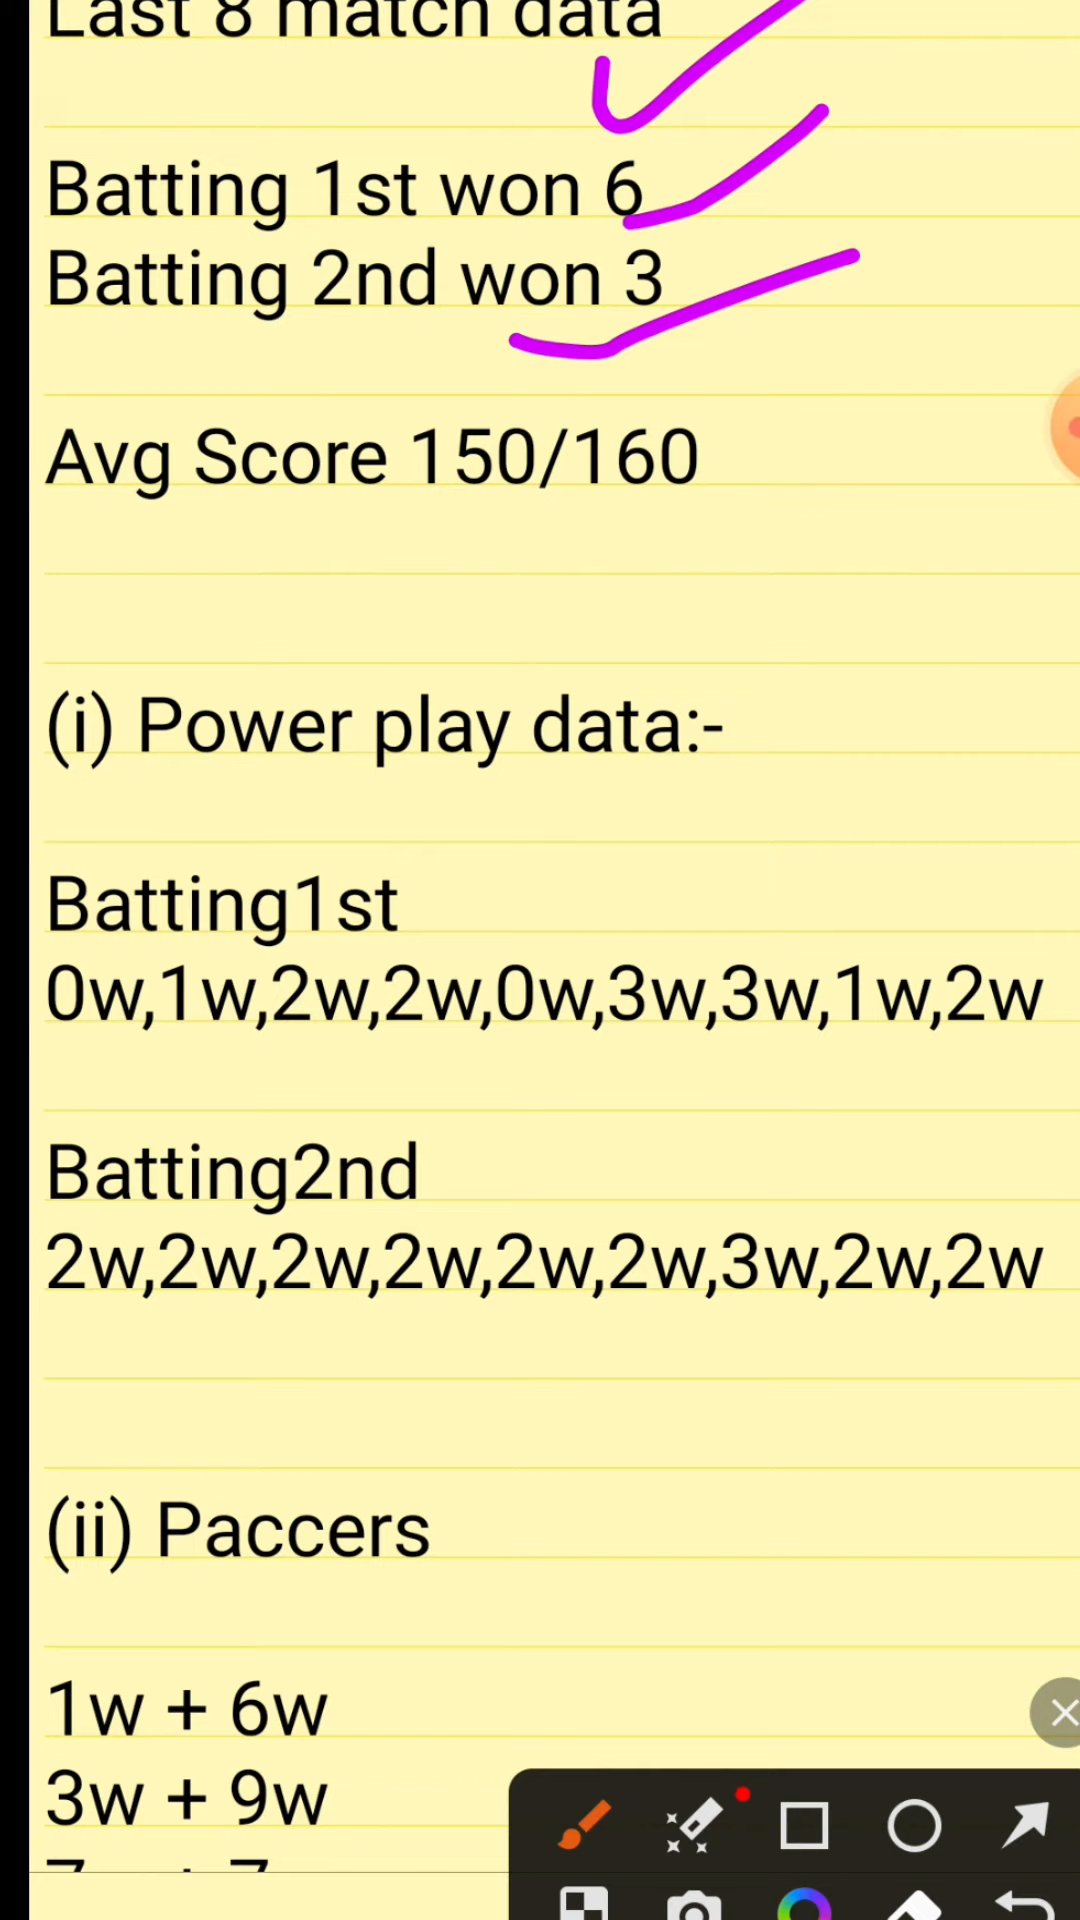 Last 8 match data
Batting 1st won 6
Batting 2nd won 3
Avg Score 150/160
(i) Power play data:-
Batting1st
0w,1w,2w,2w,0w,3w,3w,1w,2w
Batting2nd
2w,2w,2w,2w,2w,2w,3w,2w,2w
(ii) Paccers
1w + 6w
3w + 9w